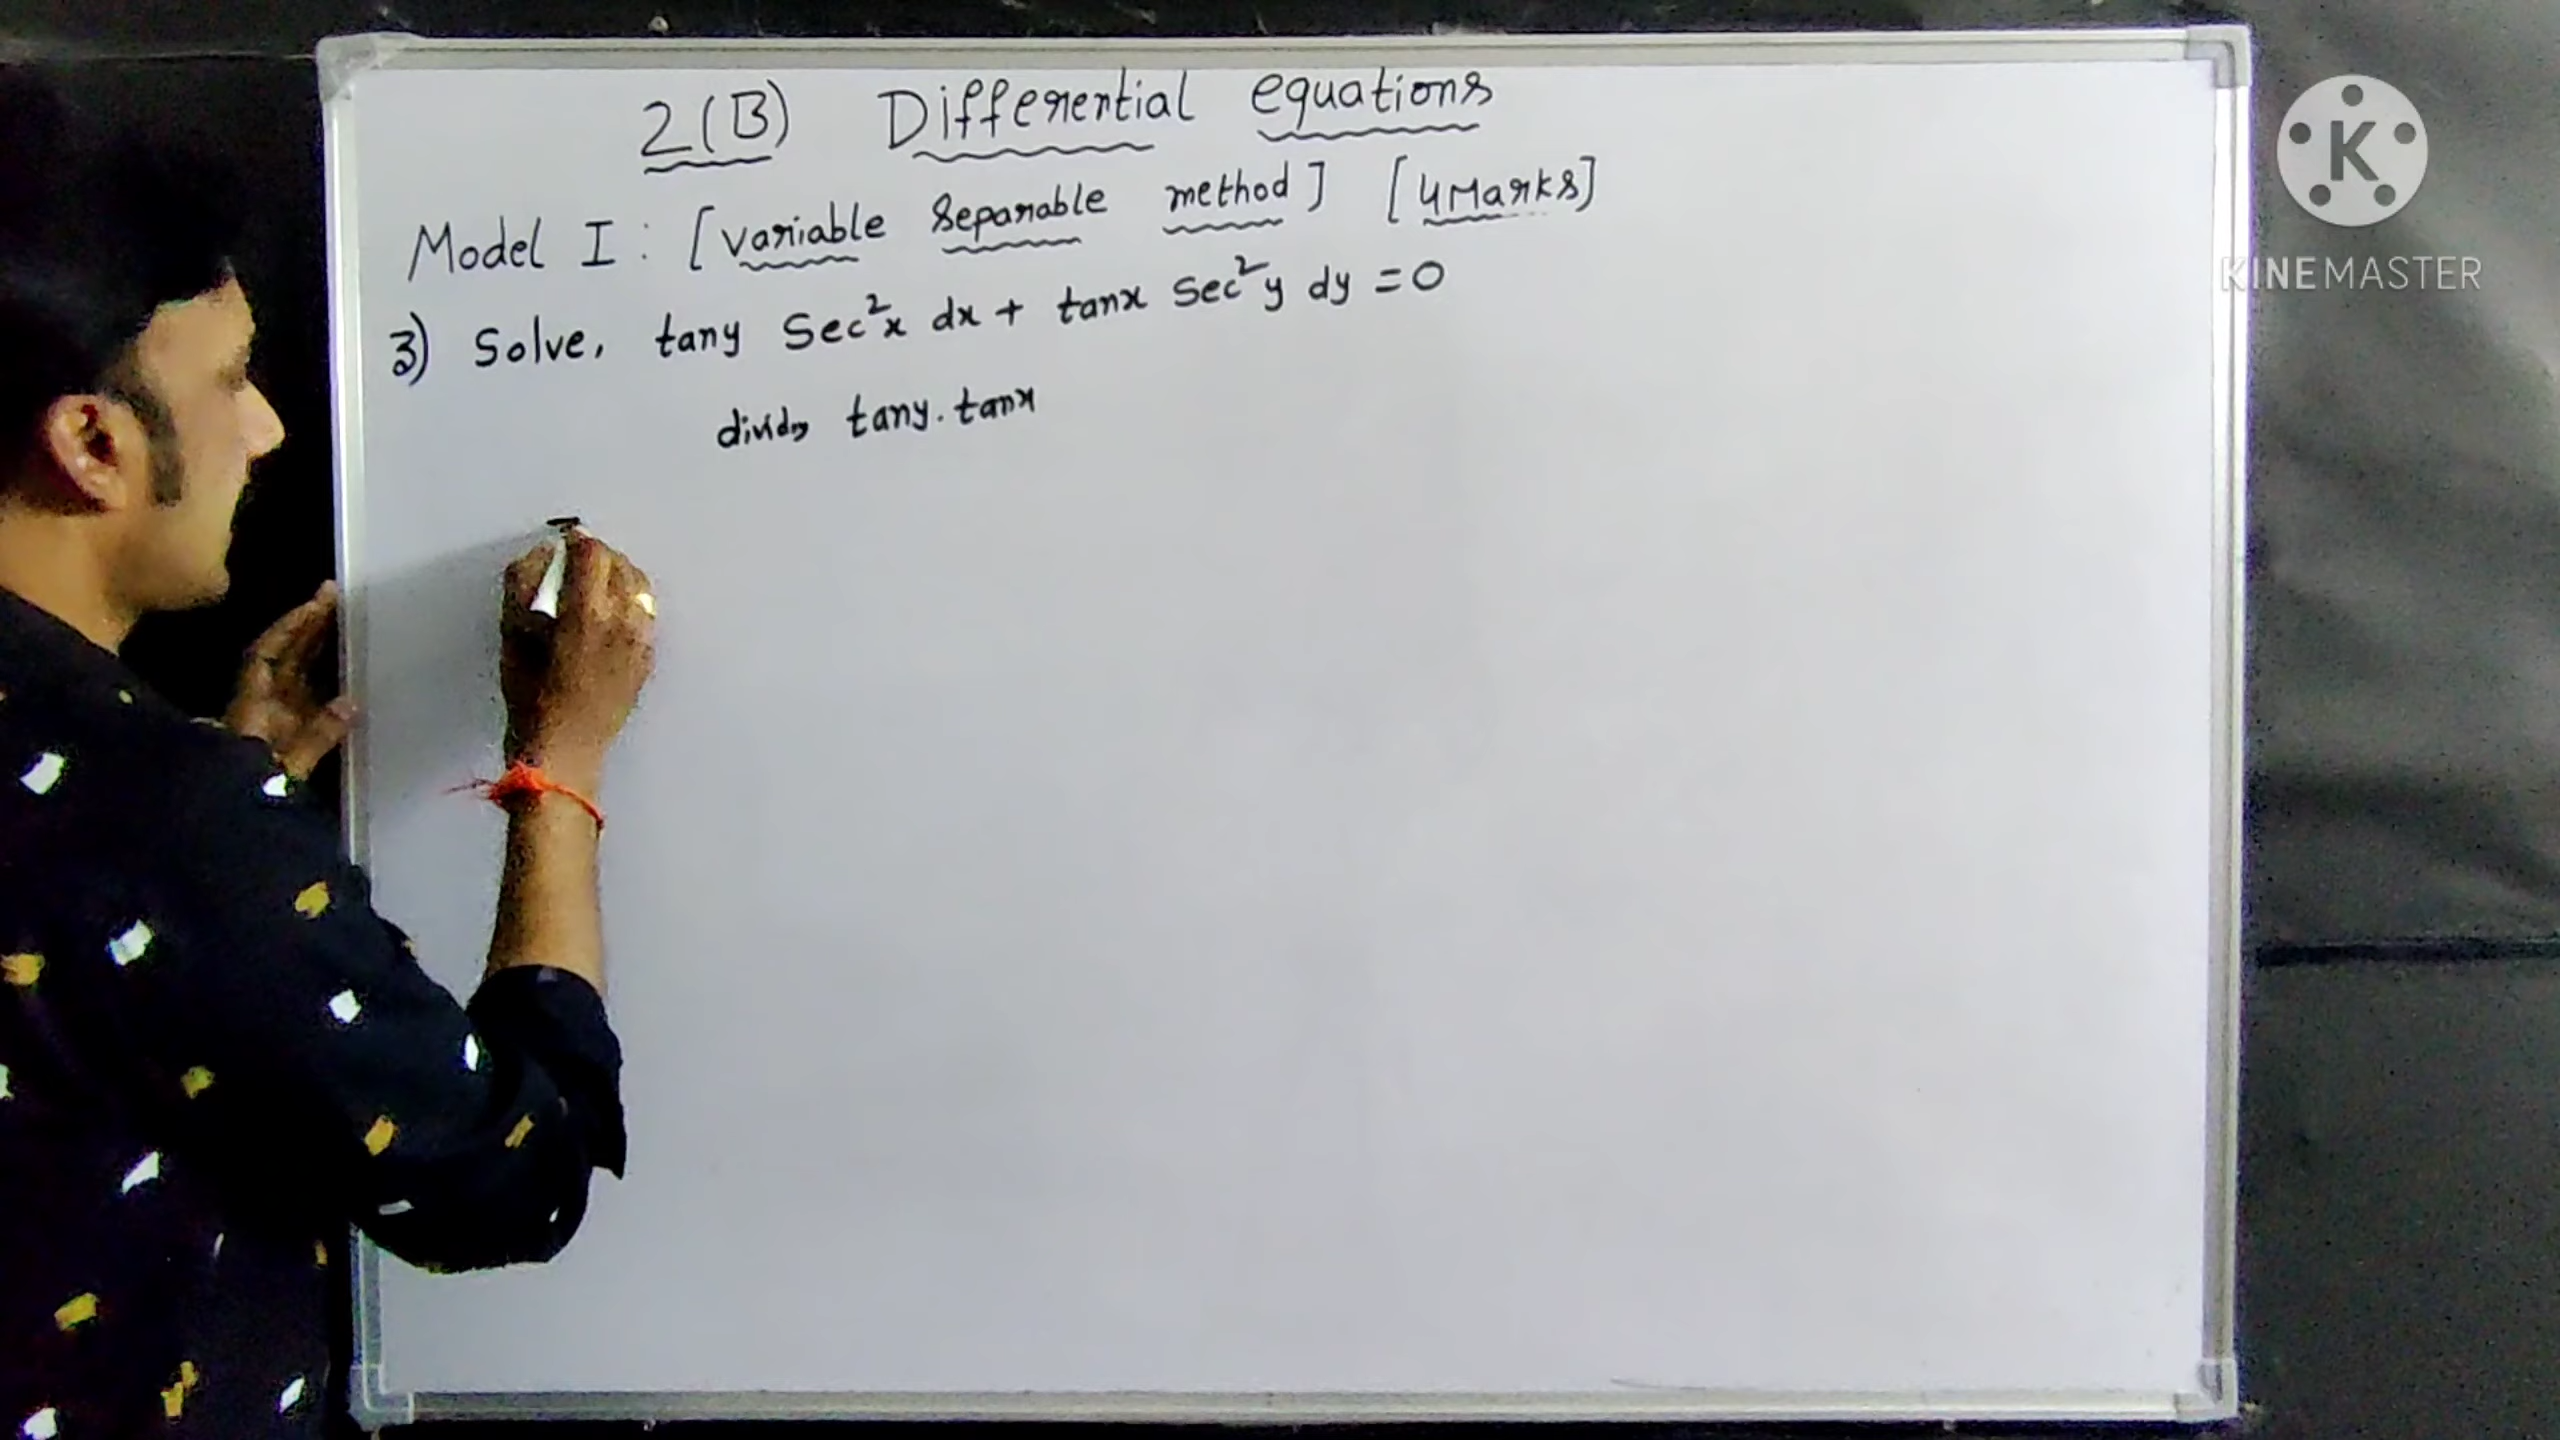 2(B) Differential equations
Model I : [variable separable method] [4Marks]
3) Solve, tany Sec²x dx + tanx Sec²y dy = 0
tany . tanx
K
KINEMASTER